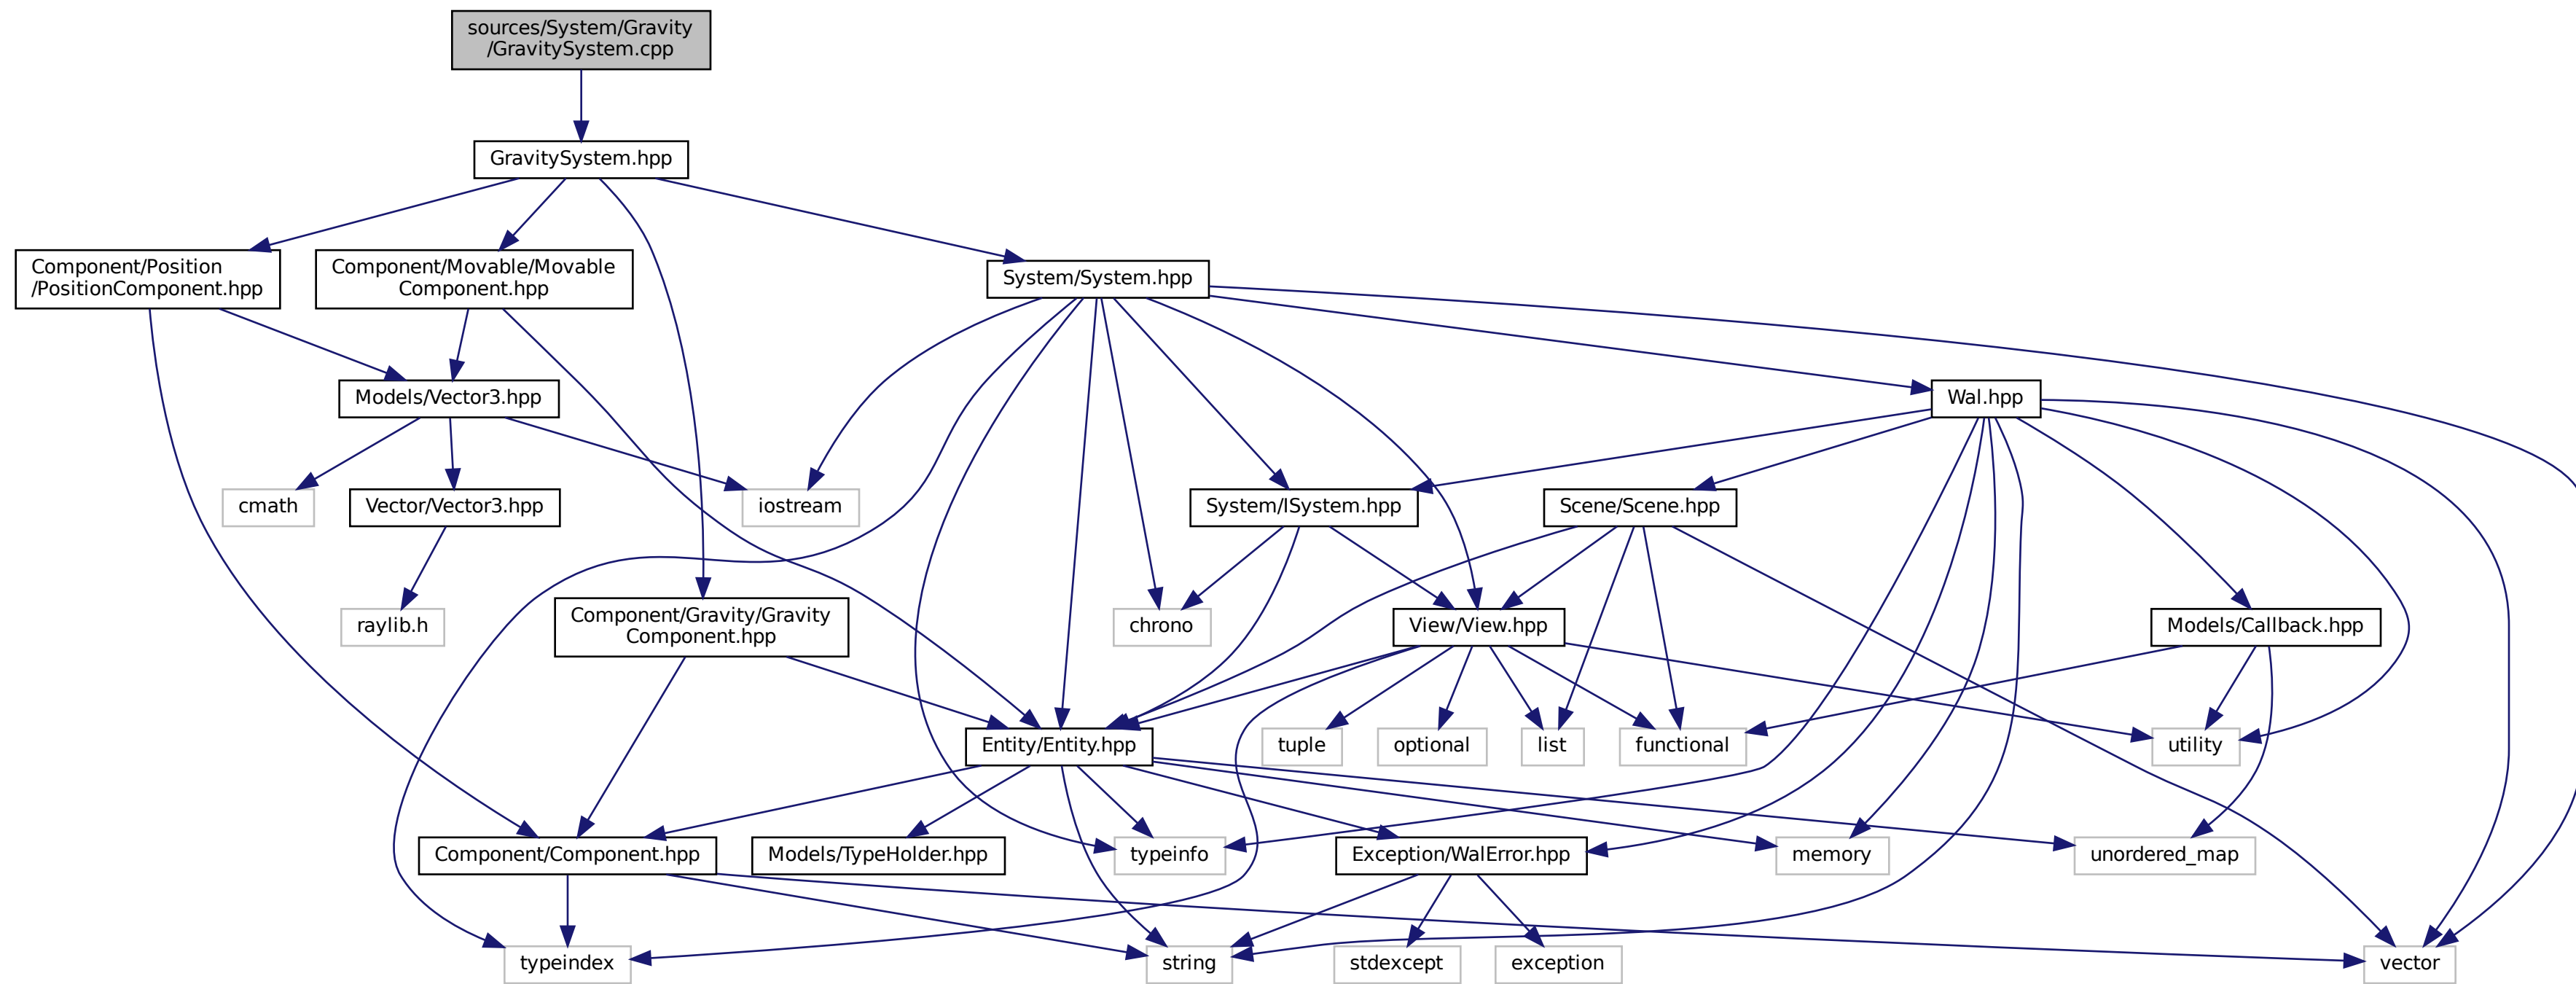 sources/System/Gravity
/GravitySystem.cpp
GravitySystem.hpp
Component/Position
/PositionComponent.hpp
Component/Movable/Movable
Component.hpp
System/System.hpp
Models/Vector3.hpp
Wal.hpp
cmath
Vector/Vector3.hpp
iostream
System/ISystem.hpp
Scene/Scene.hpp
raylib.h
Component/Gravity/Gravity
Component.hpp
chrono
View/View.hpp
Models/Callback.hpp
Entity/Entity.hpp
tuple
optional
list
functional
utility
Component/Component.hpp
Models/TypeHolder.hpp
typeinfo
Exception/WalError.hpp
memory
unordered_map
typeindex
string
stdexcept
exception
vector